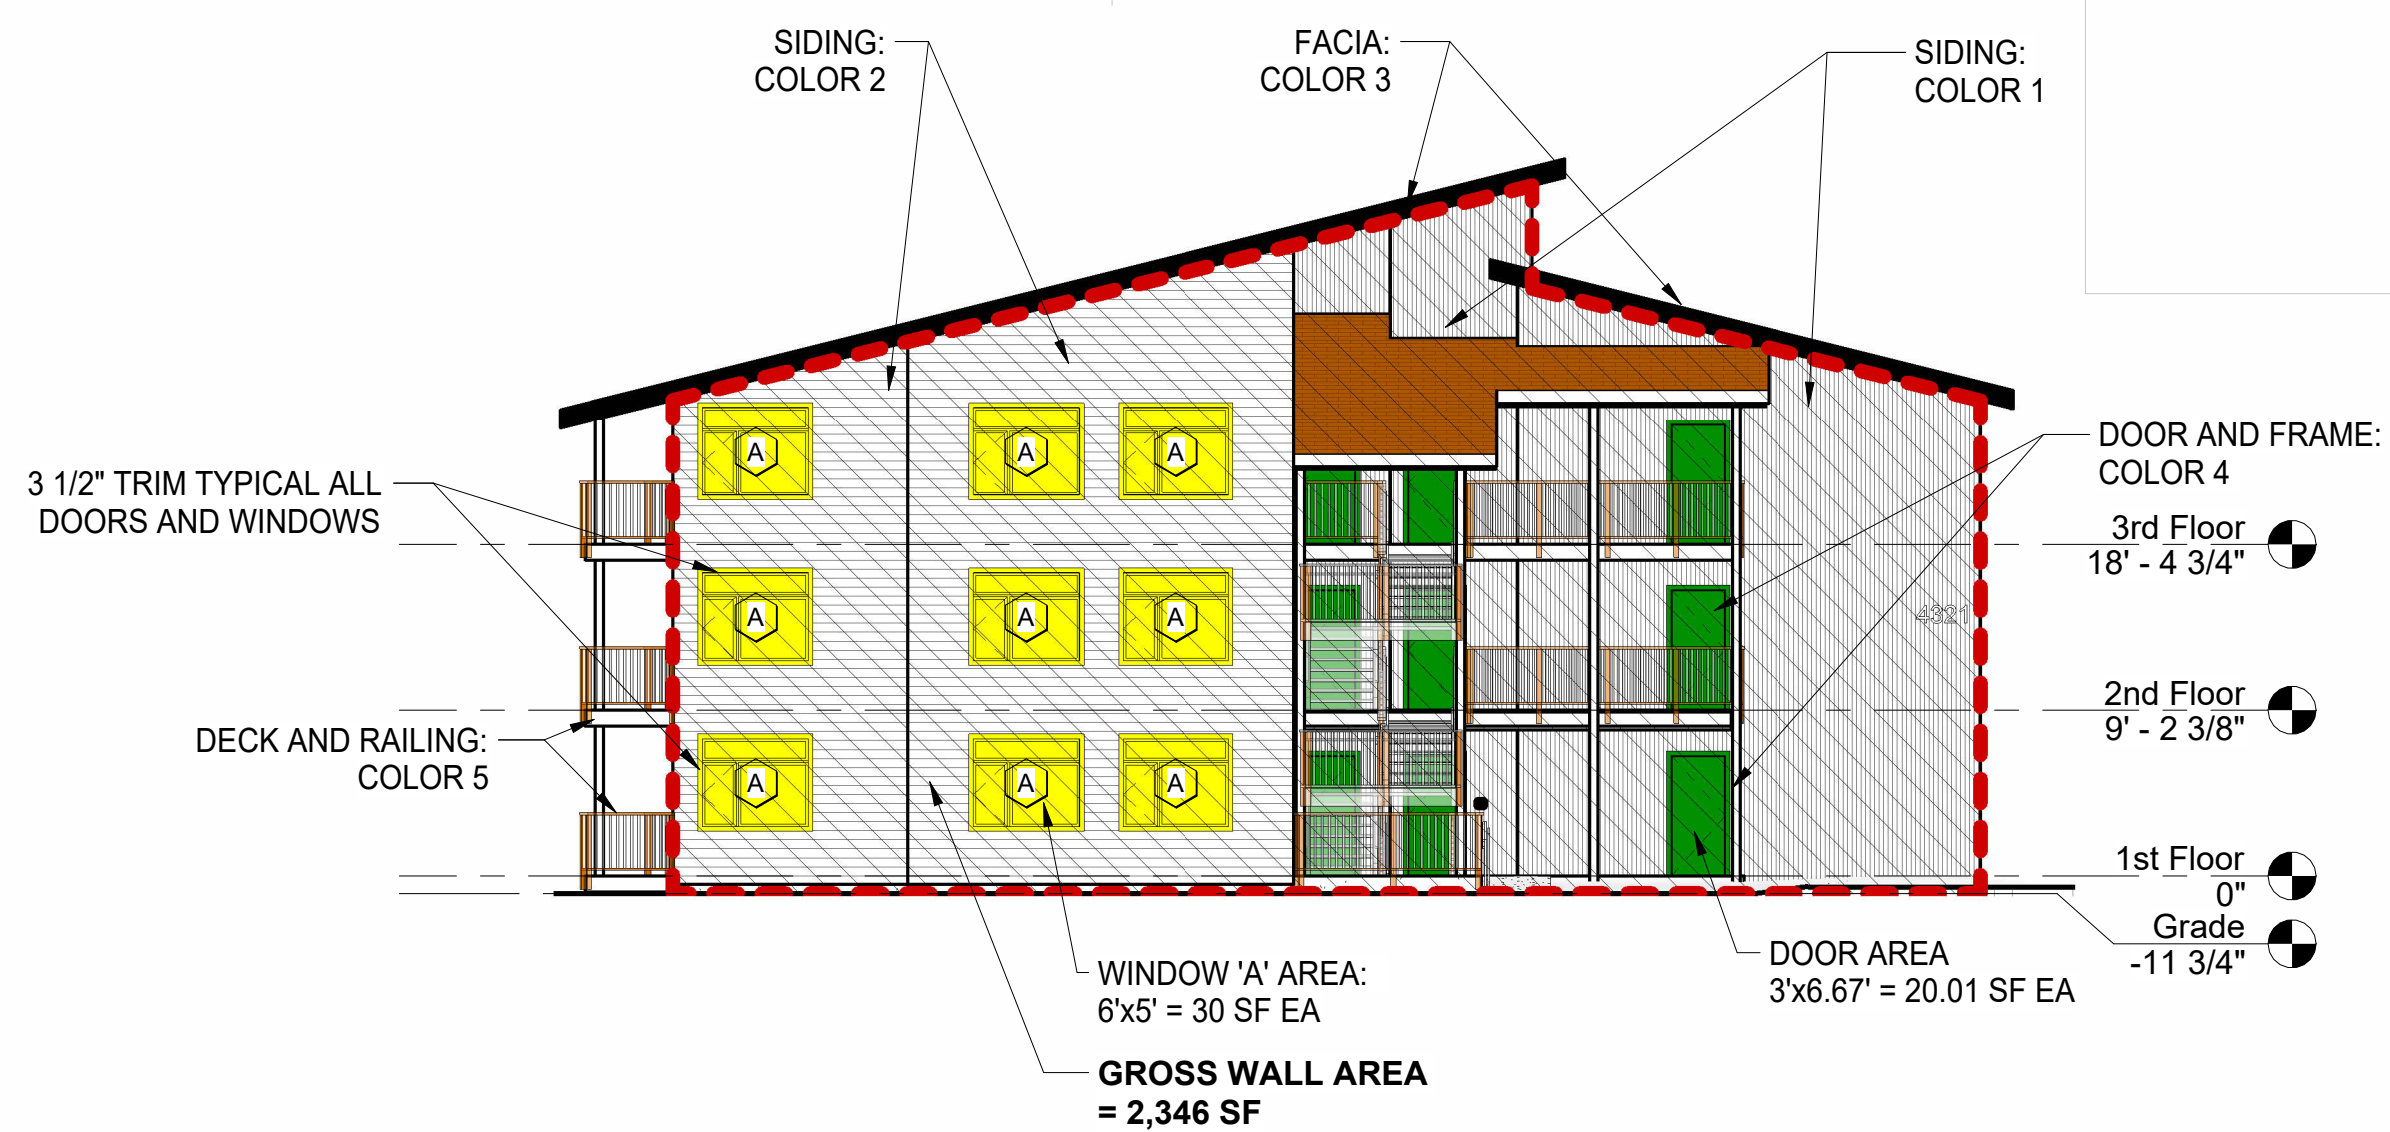 SIDING:
COLOR 2
FACIA:
COLOR 3
SIDING:
COLOR 1
3 1/2" TRIM TYPICAL ALL
DOORS AND WINDOWS
DECK AND RAILING:
COLOR 5
A
A
A
A
A
A
A
A
A
DOOR AND FRAME:
COLOR 4
3rd Floor
18' - 4 3/4"
4321
2nd Floor
9' - 2 3/8"
1st Floor
0"
Grade
-11 3/4"
WINDOW 'A' AREA:
6'x5' = 30 SF EA
DOOR AREA
3'x6.67' = 20.01 SF EA
GROSS WALL AREA
= 2,346 SF